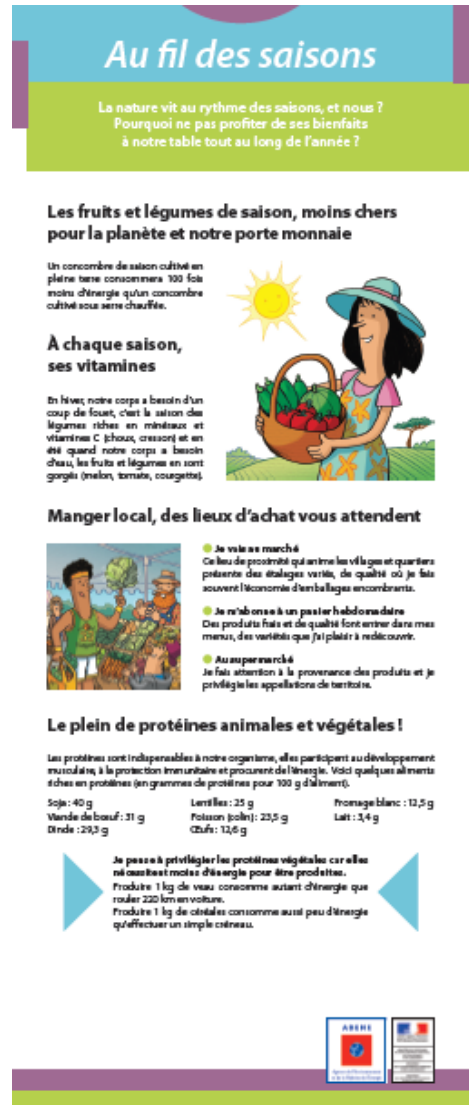 Au fil des saisons
La nature vit au rythme des saisons, et nous ?
Pourquoi ne pas profiter de ses bienfaits
à notre table tout au long de l'année ?
Les fruits et légumes de saison, moins chers
pour la planète et notre porte monnaie
Un concombre de saison cultivé en
pleine terre consommera 100 fois
moins d'énergie qu'un concombre
cultivé sous serre chauffée.
À chaque saison,
ses vitamines
En hiver, notre corps a besoin d'un
coup de fouet, c'est la saison des
légumes riches en minéraux et
vitamines C (choux, cresson) et en
été quand notre corps a besoin
d'eau, les fruits et légumes en sont
gorgés (melon, tomate, courgette).
Manger local, des lieux d'achat vous attendent
Je vais au marché
Ce lieu de proximité qui anime les villages et quartiers
présente des étalages variés, de qualité où je fais
souvent l'économie d'emballages encombrants.
Je m'abonne à un panier hebdomadaire
Des produits frais et de qualité font entrer dans mes
menus, des variétés que j'ai plaisir à redécouvrir.
Au supermarché
Je fais attention à la provenance des produits et je
privilégie les appellations de territoire.
Le plein de protéines animales et végétales !
Les protéines sont indispensables à notre organisme, elles participent au développement
musculaire, à la protection immunitaire et procurent de l'énergie. Voici quelques aliments
riches en protéines (en grammes de protéines pour 100 g d'aliment).
Soja : 40 g
Viande de bœuf : 31 g
Dinde : 29,3 g
Lentilles : 25 g
Poisson (colin) : 23,5 g
Œufs : 12,6 g
Fromage blanc : 12,5 g
Lait : 3,4 g
Je pense à privilégier les protéines végétales car elles
nécessitent moins d'énergie pour être produites.
Produire 1 kg de veau consomme autant d'énergie que
rouler 220 km en voiture.
Produire 1 kg de céréales consomme aussi peu d'énergie
qu'effectuer un simple créneau.
ADEME